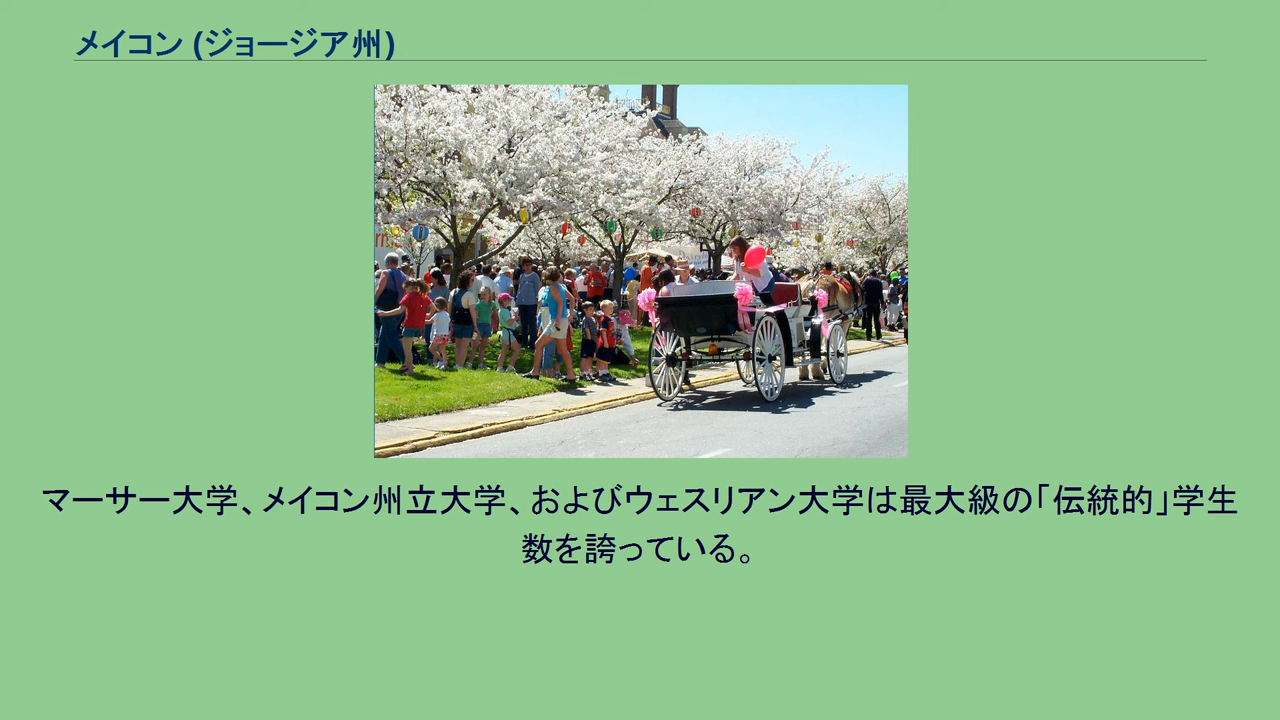 メイコン (ジョージア州)
マーサー大学、メイコン州立大学、およびウェスリアン大学は最大級の「伝統的」学生
数を誇っている。